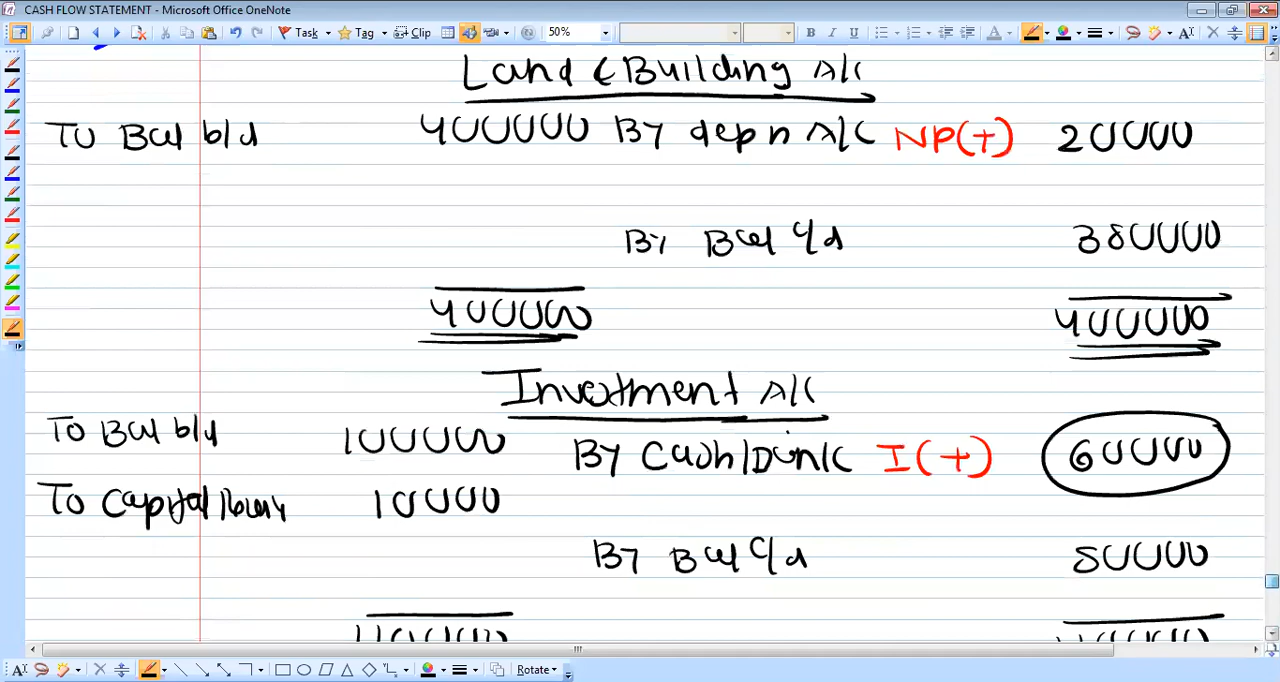 CASH FLOW STATEMENT - Microsoft Office OneNote
Task Tag Clip 50% B I U A
Land & Building A/C
To Bal b/d 400000 By depn A/C NP(+) 20000
By Bal c/d 380000
400000 400000
Investment A/C
To Bal b/d 100000 By Cash/Bank/C I(+) 60000
To Capital 10000
By Bal c/d 50000
110000 110000
Rotate